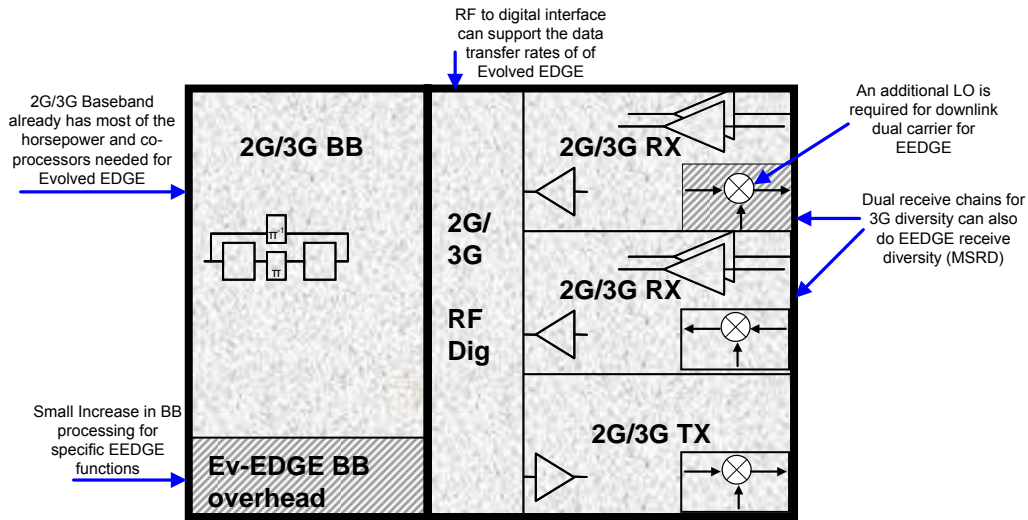 RF to digital interface
can support the data
transfer rates of of
Evolved EDGE
2G/3G Baseband
already has most of the
horsepower and co-
processors needed for
Evolved EDGE
An additional LO is
required for downlink
dual carrier for
EEDGE
Dual receive chains for
3G diversity can also
do EEDGE receive
diversity (MSRD)
Small Increase in BB
processing for
specific EEDGE
functions
2G/3G BB
π-1
π
Ev-EDGE BB
overhead
2G/
3G
RF
Dig
2G/3G RX
2G/3G RX
2G/3G TX